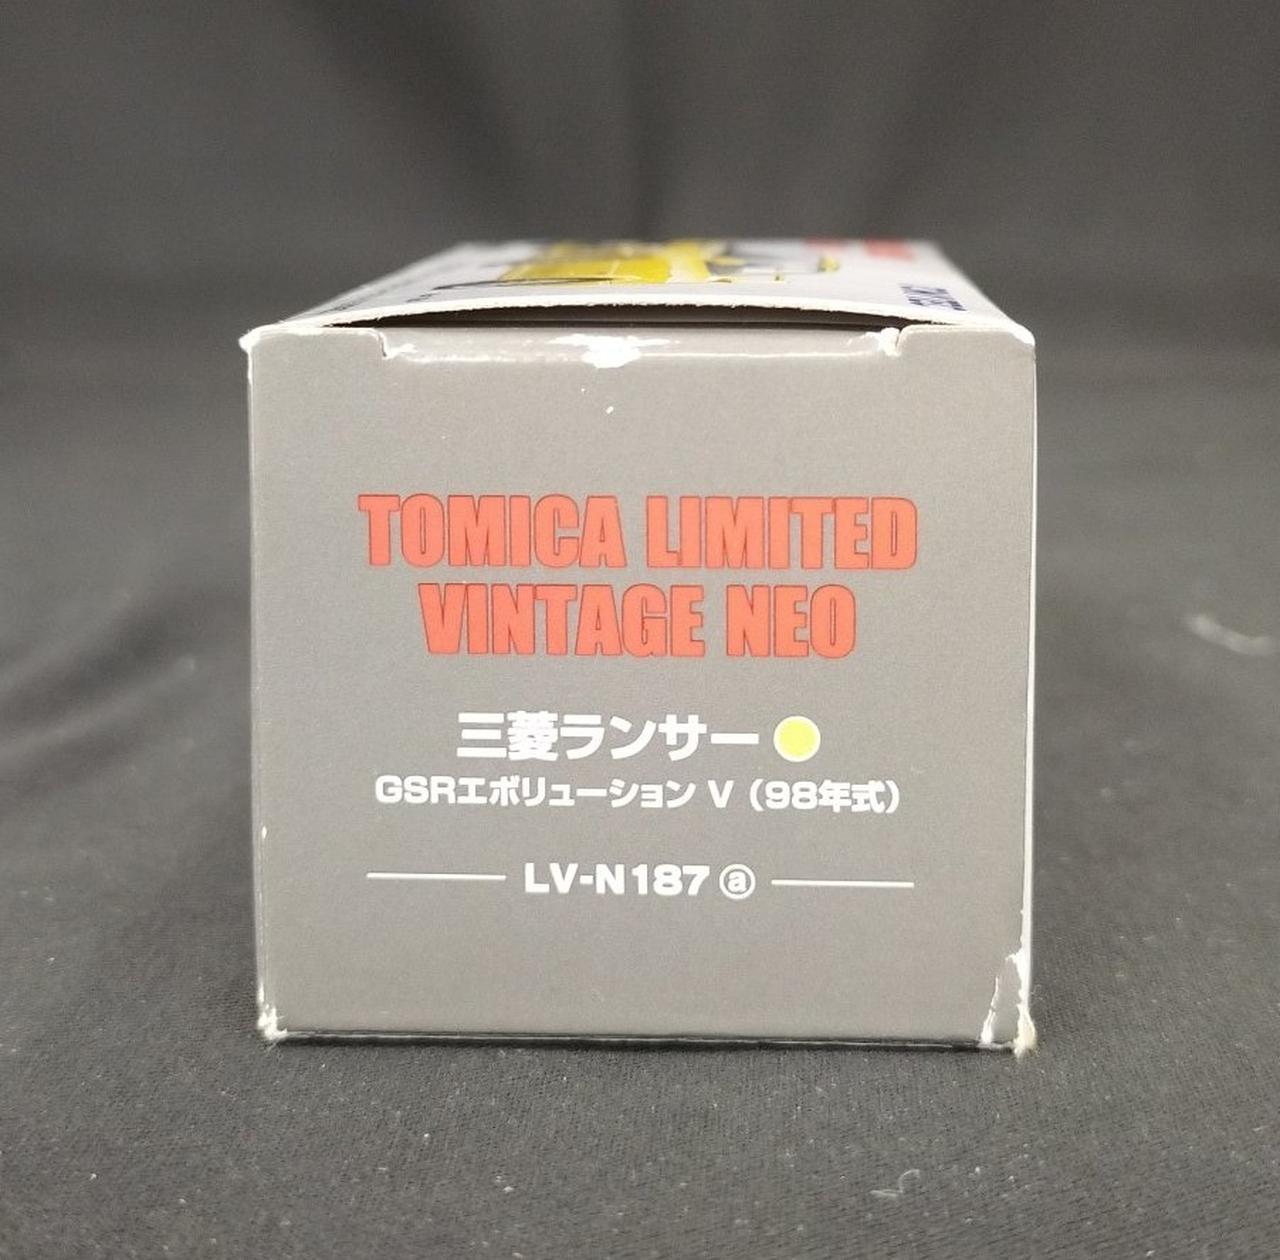 TOMICA LIMITED
VINTAGE NEO
三菱ランサー
GSRエボリューション V（98年式）
LV-N187 ⓐ